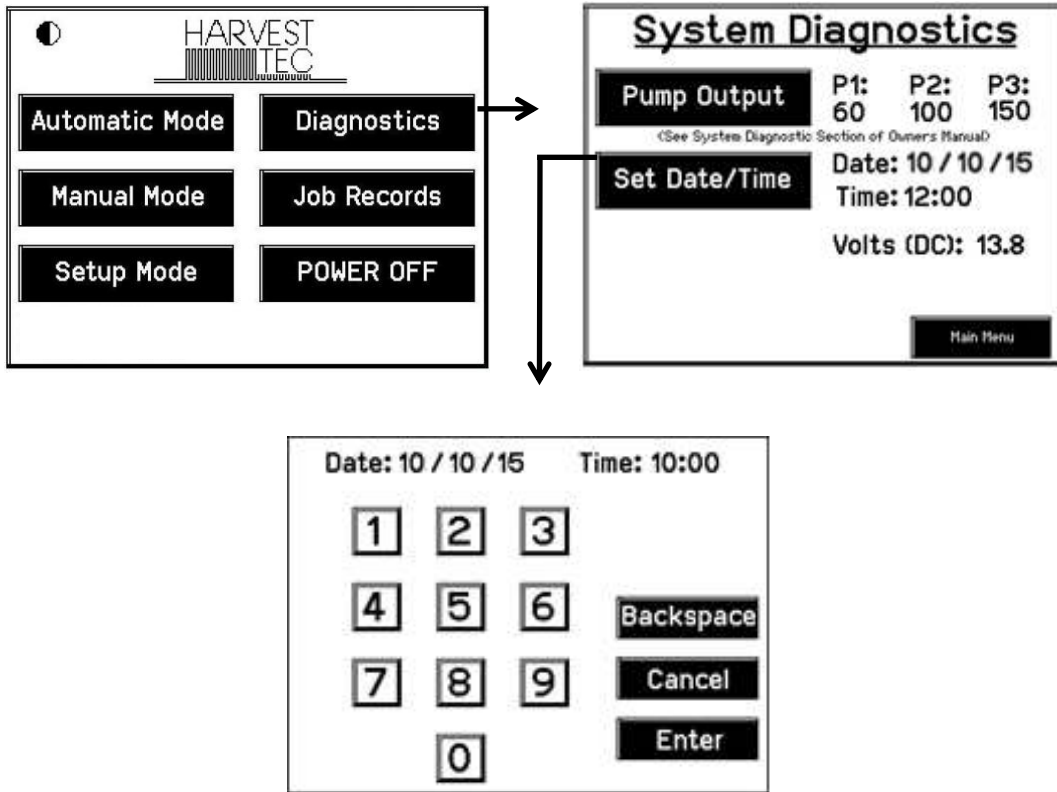 HARVEST
TEC
Automatic Mode
Diagnostics
Manual Mode
Job Records
Setup Mode
POWER OFF
System Diagnostics
Pump Output
P1: P2: P3:
60 100 150
(See System Diagnostic Section of Owner's Manual)
Set Date/Time
Date: 10 / 10 / 15
Time: 12:00
Volts (DC): 13.8
Main Menu
Date: 10 / 10 / 15 Time: 10:00
1 2 3
4 5 6
Backspace
7 8 9
Cancel
Enter
0